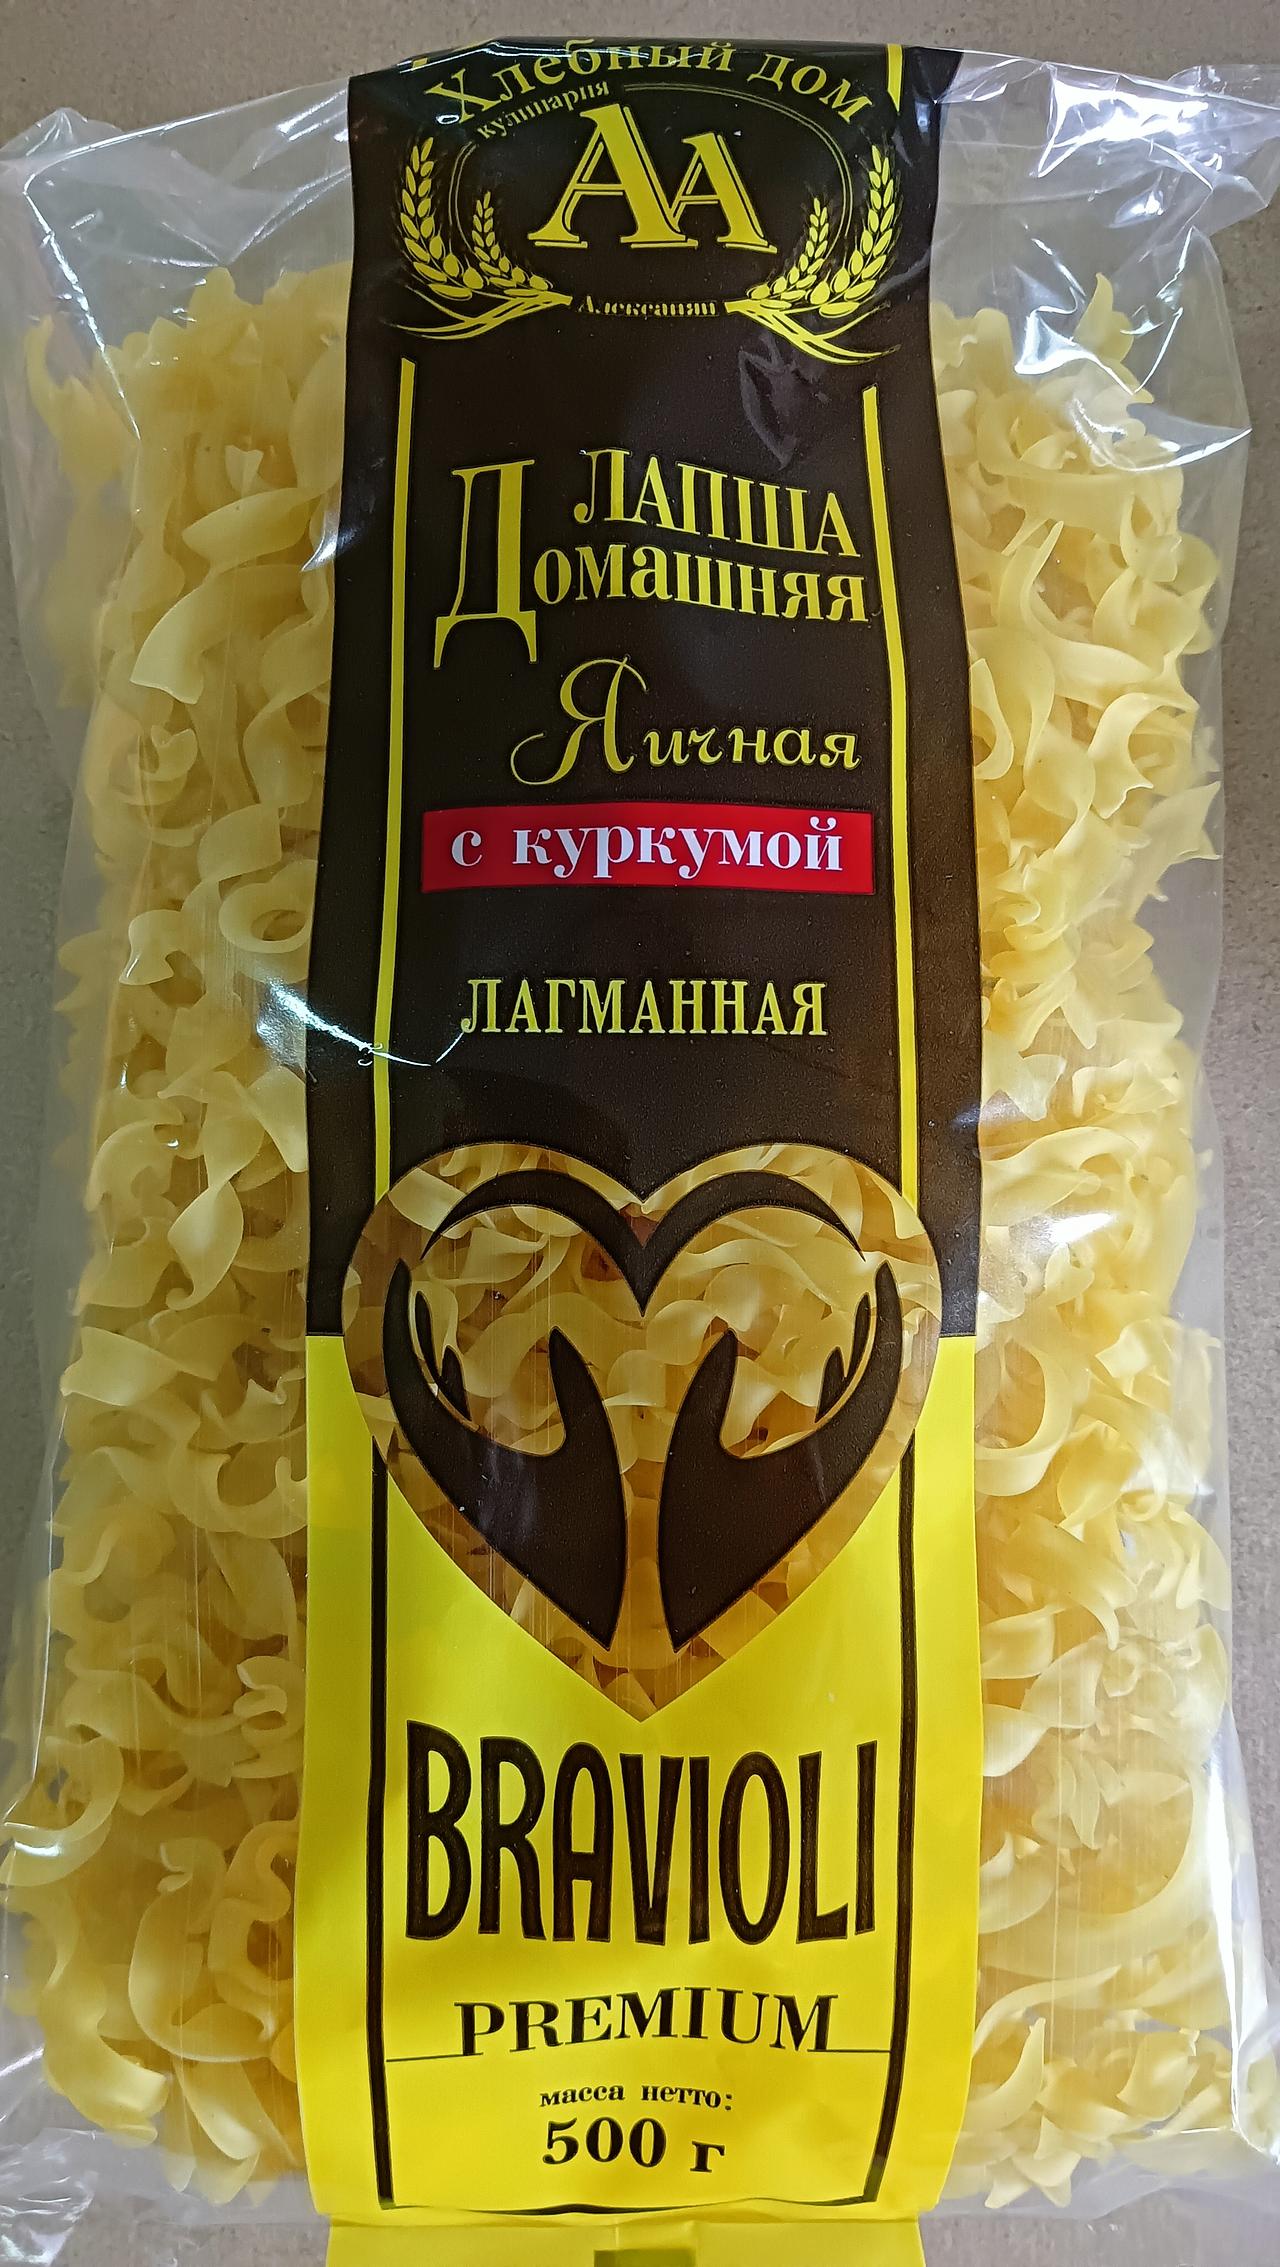 Хлебный дом
кулинария
АА
Алексанян
ЛАПША
Домашняя
Яичная
с куркумой
ЛАГМАННАЯ
BRAVIOLI
PREMIUM
масса нетто:
500 г